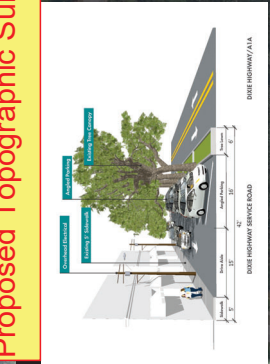 Proposed Topographic Su
Overhead Electrical
Existing 5' Sidewalk
Angled Parking
Existing Tree Canopy
Sidewalk
Drive Aisle
Angled Parking
Tree Lawn
5'
15'
16'
6'
42'
DIXIE HIGHWAY SERVICE ROAD
DIXIE HIGHWAY/A1A